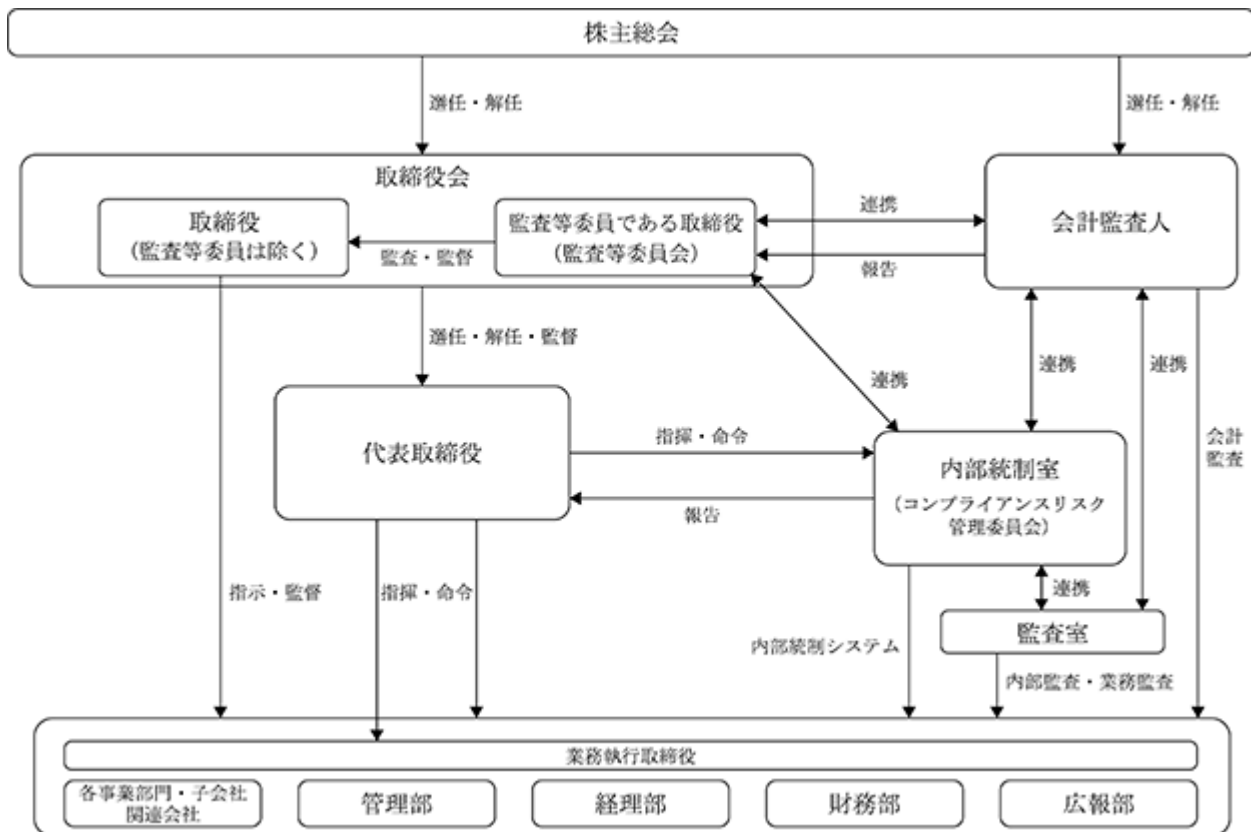 株主総会
選任・解任
選任・解任
取締役会
取締役
(監査等委員は除く)
監査・監督
監査等委員である取締役
(監査等委員会)
連携
報告
会計監査人
選任・解任・監督
連携
連携
連携
代表取締役
指揮・命令
報告
内部統制室
(コンプライアンスリスク
管理委員会)
会計
監査
指示・監督
指揮・命令
連携
監査室
内部統制システム
内部監査・業務監査
業務執行取締役
各事業部門・子会社
関連会社
管理部
経理部
財務部
広報部